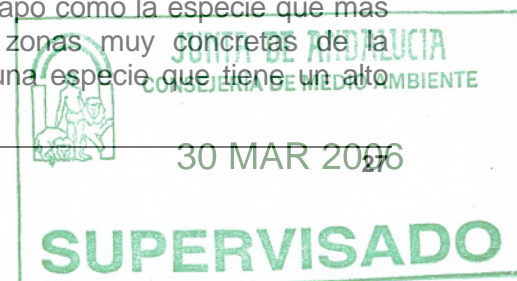 apo como la especie que más
zonas muy concretas de la
JUNTA DE ANDALUCIA
una especie que tiene un alto
CONSEJERIA DE MEDIO AMBIENTE
30 MAR 2006
27
SUPERVISADO